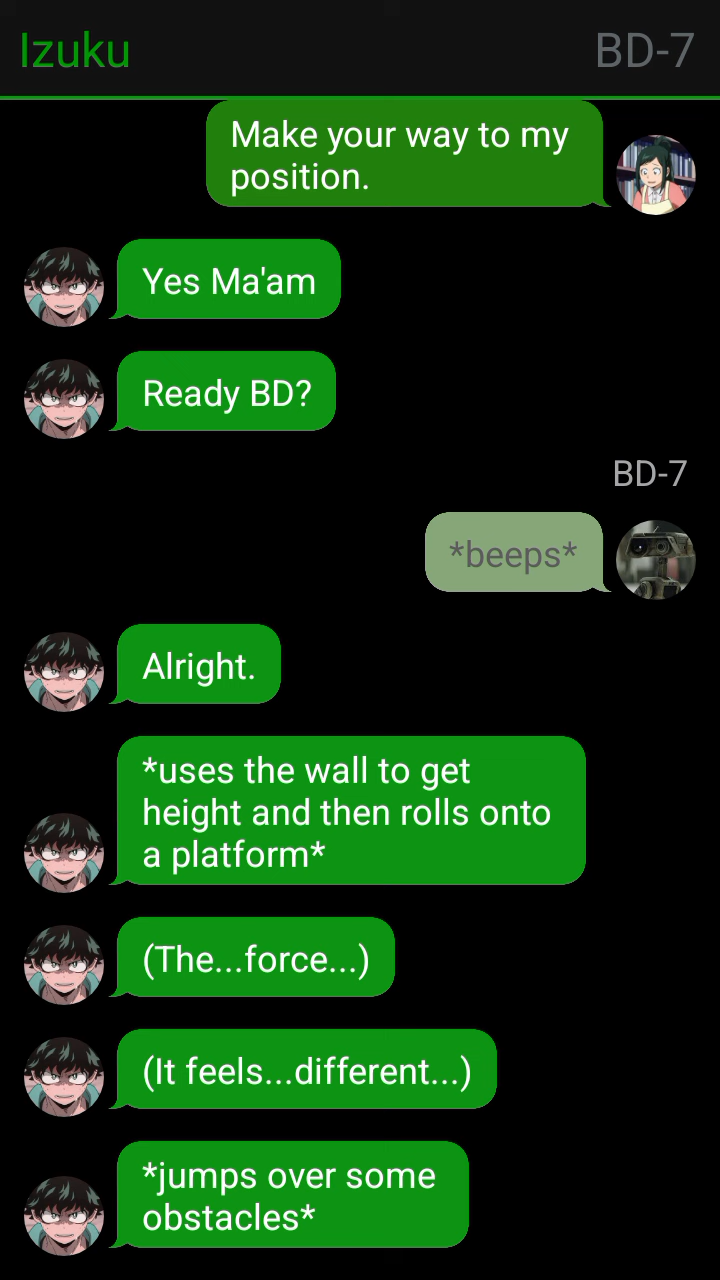 Izuku
BD-7
Make your way to my
position.
Yes Ma'am
Ready BD?
BD-7
*beeps*
Alright.
*uses the wall to get
height and then rolls onto
a platform*
(The...force...)
(It feels...different...)
*jumps over some
obstacles*